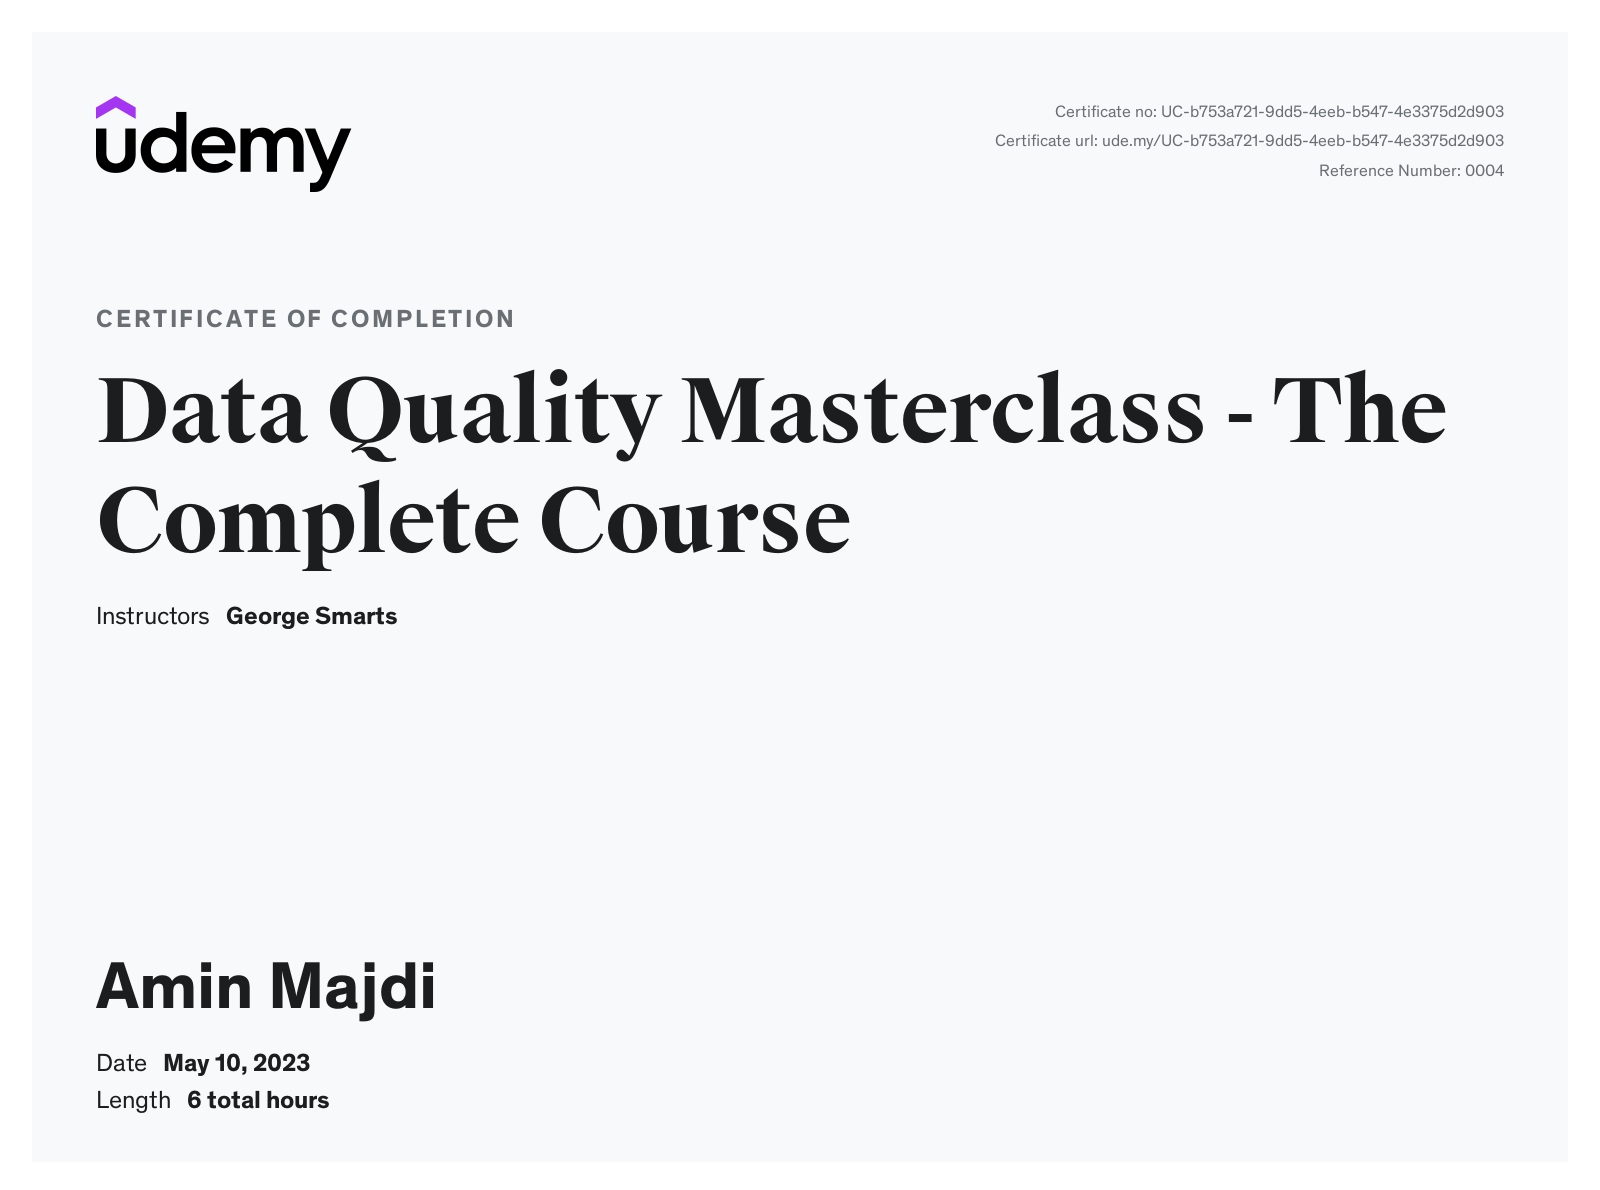 udemy
Certificate no: UC-b753a721-9dd5-4eeb-b547-4e3375d2d903
Certificate url: ude.my/UC-b753a721-9dd5-4eeb-b547-4e3375d2d903
Reference Number: 0004
CERTIFICATE OF COMPLETION
Data Quality Masterclass - The
Complete Course
Instructors George Smarts
Amin Majdi
Date May 10, 2023
Length 6 total hours